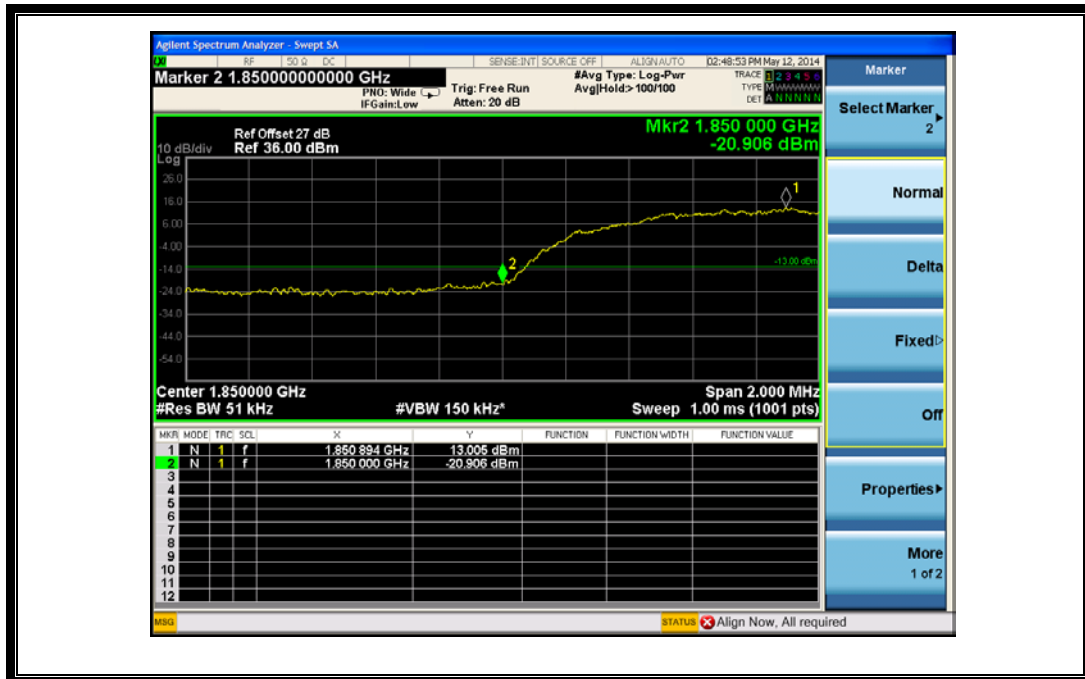 Agilent Spectrum Analyzer - Swept SA
RF 50 Ω DC SENSE:INT SOURCE OFF ALIGN AUTO 02:48:53 PM May 12, 2014
Marker 2 1.850000000000 GHz
PNO: Wide
IFGain:Low
Trig: Free Run
Atten: 20 dB
#Avg Type: Log-Pwr
Avg|Hold:>100/100
TRACE 1 2 3 4 5 6
TYPE M WWWWW
DET A N N N N N
Ref Offset 27 dB
10 dB/div Ref 36.00 dBm
Log
Mkr2 1.850 000 GHz
-20.906 dBm
26.0
16.0
6.00
-4.00
-14.0
-24.0
-34.0
-44.0
-54.0
1
2
-13.00 dBm
Center 1.850000 GHz Span 2.000 MHz
#Res BW 51 kHz #VBW 150 kHz* Sweep 1.00 ms (1001 pts)
MKR MODE TRC SCL X Y FUNCTION FUNCTION WIDTH FUNCTION VALUE
1 N 1 f 1.850 894 GHz 13.005 dBm
2 N 1 f 1.850 000 GHz -20.906 dBm
3
4
5
6
7
8
9
10
11
12
MSG STATUS Align Now, All required
Marker
Select Marker
2
Normal
Delta
Fixed
Off
Properties
More
1 of 2